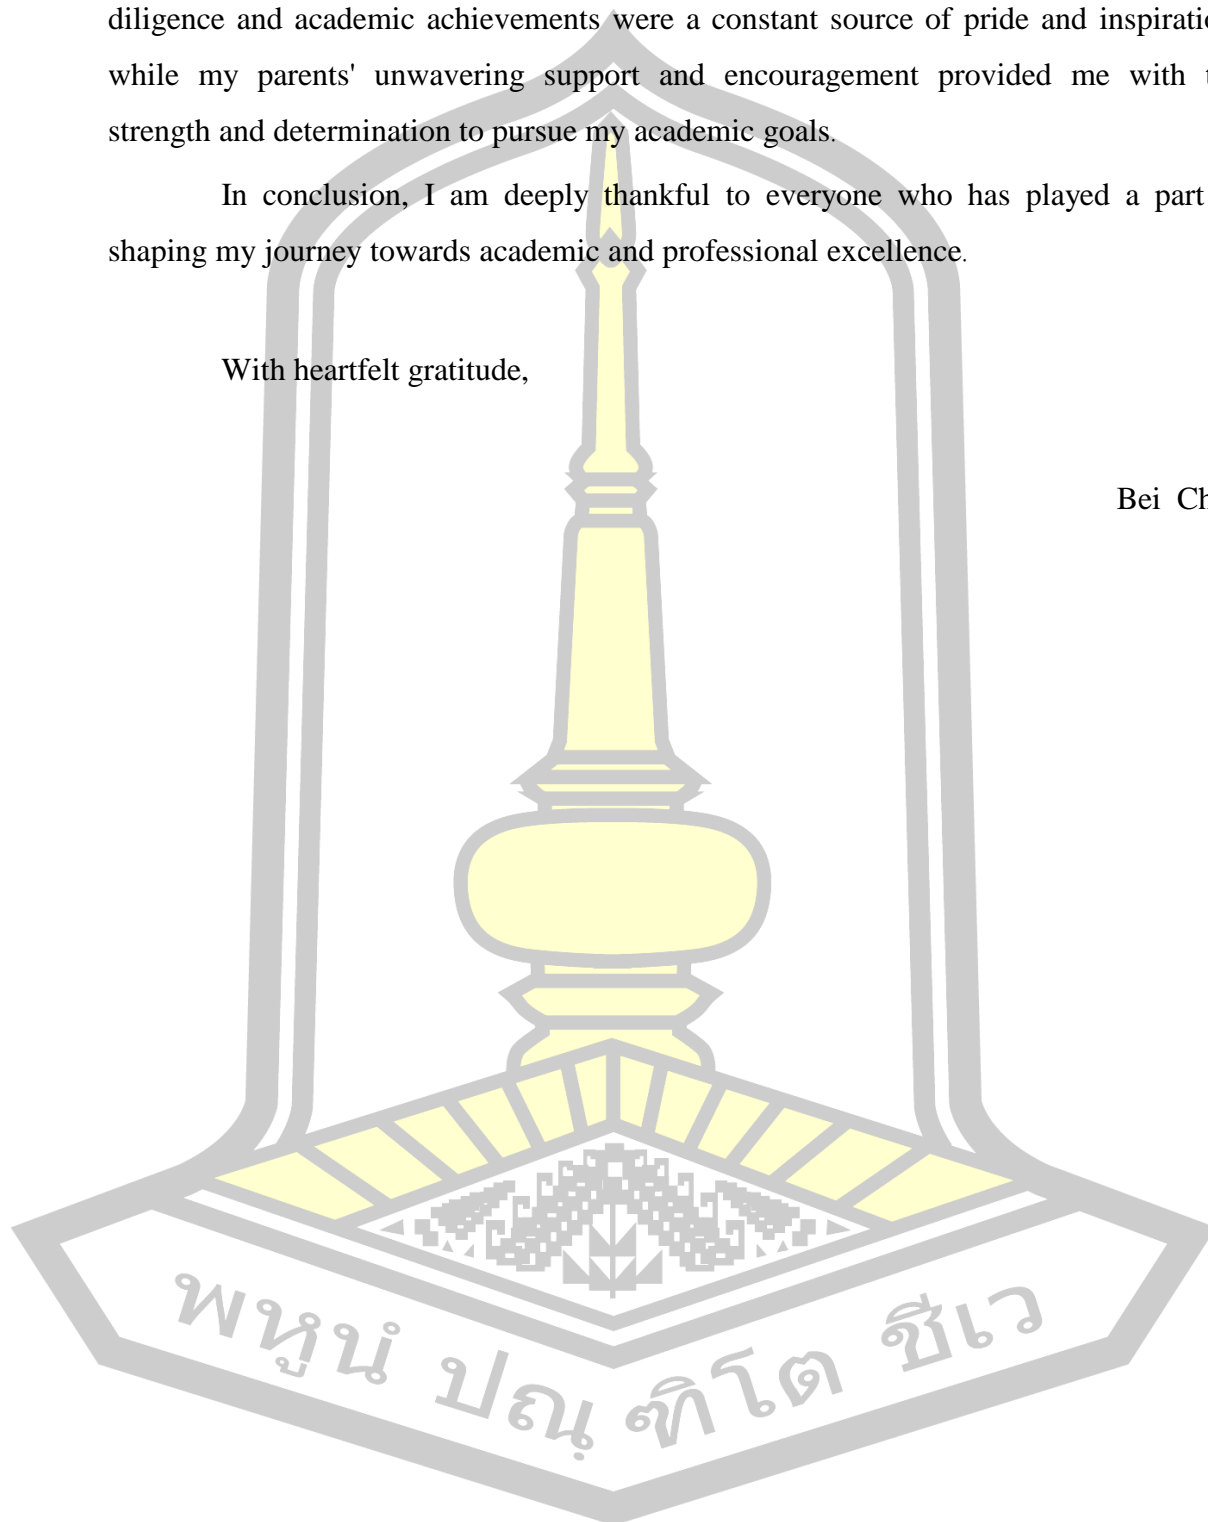 diligence and academic achievements were a constant source of pride and inspiratio
while my parents' unwavering support and encouragement provided me with t
strength and determination to pursue my academic goals.
In conclusion, I am deeply thankful to everyone who has played a part
shaping my journey towards academic and professional excellence.
With heartfelt gratitude,
Bei Ch
พหูนํ ปณฺฑิโต ชีเว